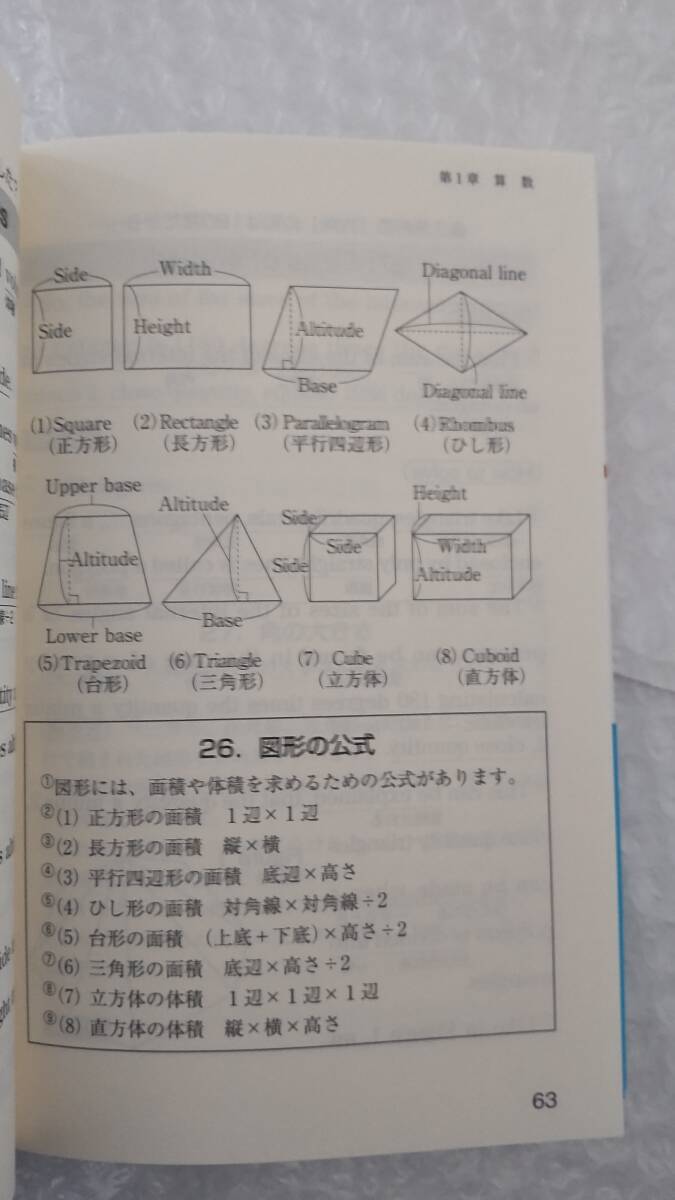 第1章 算 数
Side
Width
Diagonal line
Side
Height
Altitude
Base
Diagonal line
(1)Square
(2)Rectangle
(3)Parallelogram
(4)Rhombus
(正方形)
(長方形)
(平行四辺形)
(ひし形)
Upper base
Altitude
Height
Side
Side
Width
Altitude
Side
Altitude
Base
Lower base
(5)Trapezoid
(6)Triangle
(7) Cube
(8) Cuboid
(台形)
(三角形)
(立方体)
(直方体)
26. 図形の公式
①図形には、面積や体積を求めるための公式があります。
②(1) 正方形の面積 1辺×1辺
③(2) 長方形の面積 縦×横
④(3) 平行四辺形の面積 底辺×高さ
⑤(4) ひし形の面積 対角線×対角線÷2
⑥(5) 台形の面積 (上底+下底)×高さ÷2
⑦(6) 三角形の面積 底辺×高さ÷2
⑧(7) 立方体の体積 1辺×1辺×1辺
⑨(8) 直方体の体積 縦×横×高さ
63